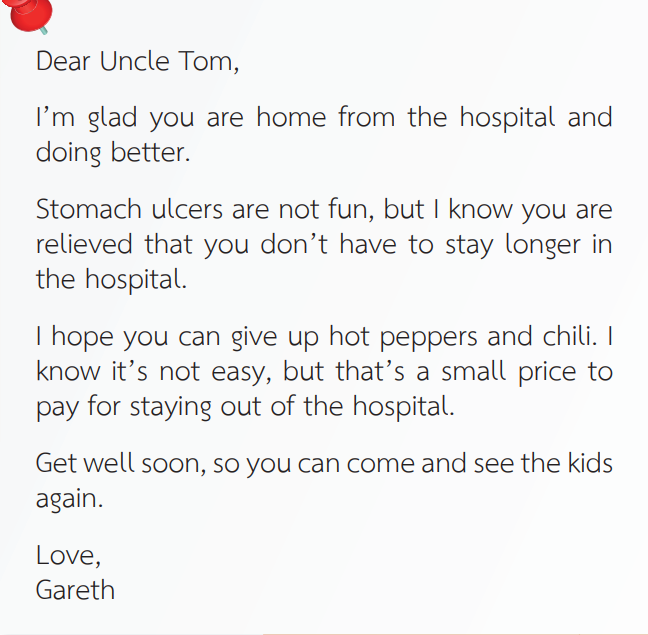 Dear Uncle Tom,
I’m glad you are home from the hospital and
doing better.
Stomach ulcers are not fun, but I know you are
relieved that you don’t have to stay longer in
the hospital.
I hope you can give up hot peppers and chili. I
know it’s not easy, but that’s a small price to
pay for staying out of the hospital.
Get well soon, so you can come and see the kids
again.
Love,
Gareth